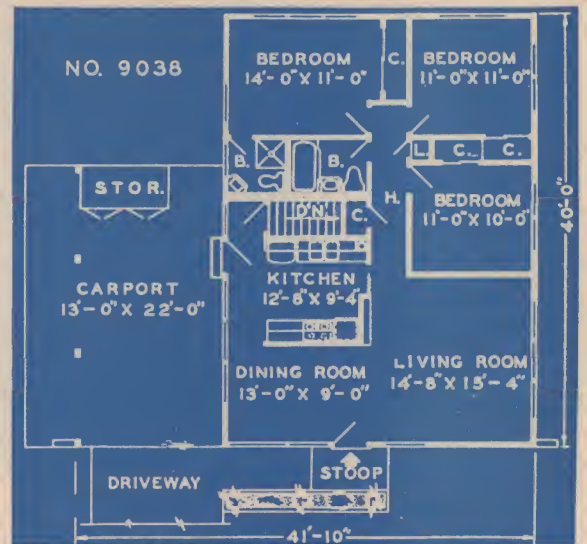 NO. 9038
BEDROOM
14'-0" X 11'-0"
C.
BEDROOM
11'-0" X 11'-0"
B.
B.
L.
C.
C.
STOR.
D'N.
C.
H.
BEDROOM
11'-0" X 10'-0"
40'-0"
CARPORT
13'-0" X 22'-0"
KITCHEN
12'-8" X 9'-4"
DINING ROOM
13'-0" X 9'-0"
LIVING ROOM
14'-8" X 15'-4"
DRIVEWAY
STOOP
41'-10"